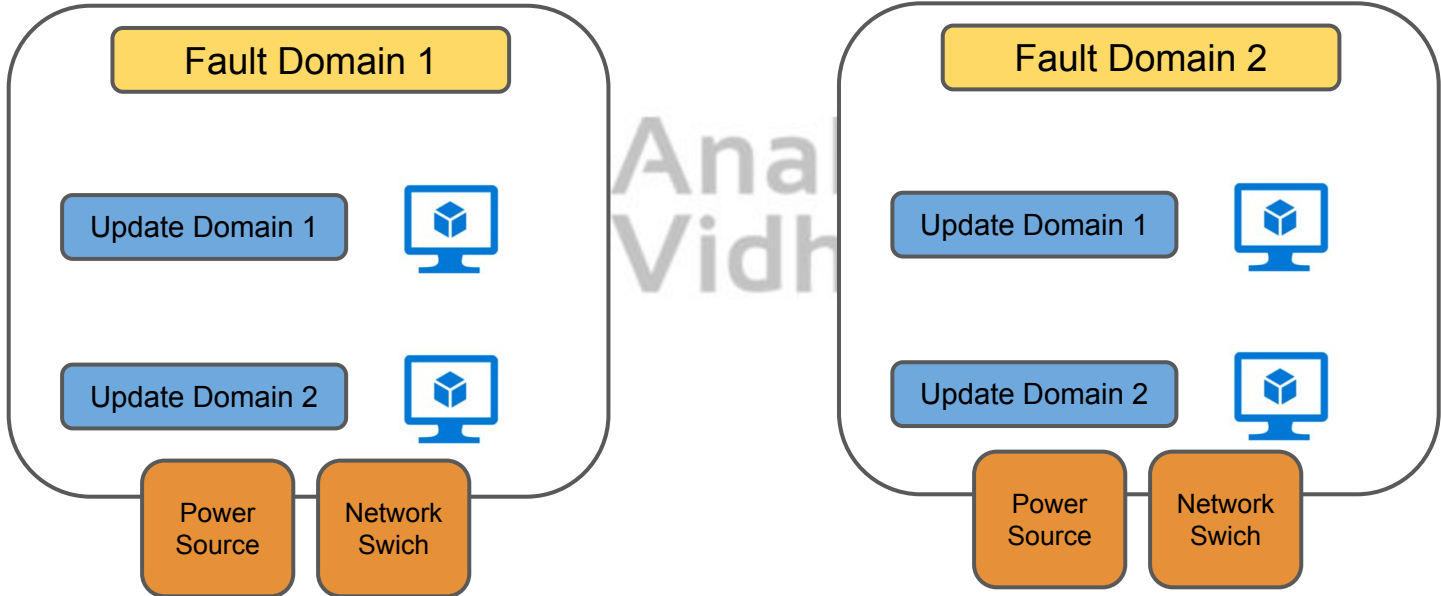 Fault Domain 1
Update Domain 1
Update Domain 2
Power
Source
Network
Swich
Fault Domain 2
Update Domain 1
Update Domain 2
Power
Source
Network
Swich